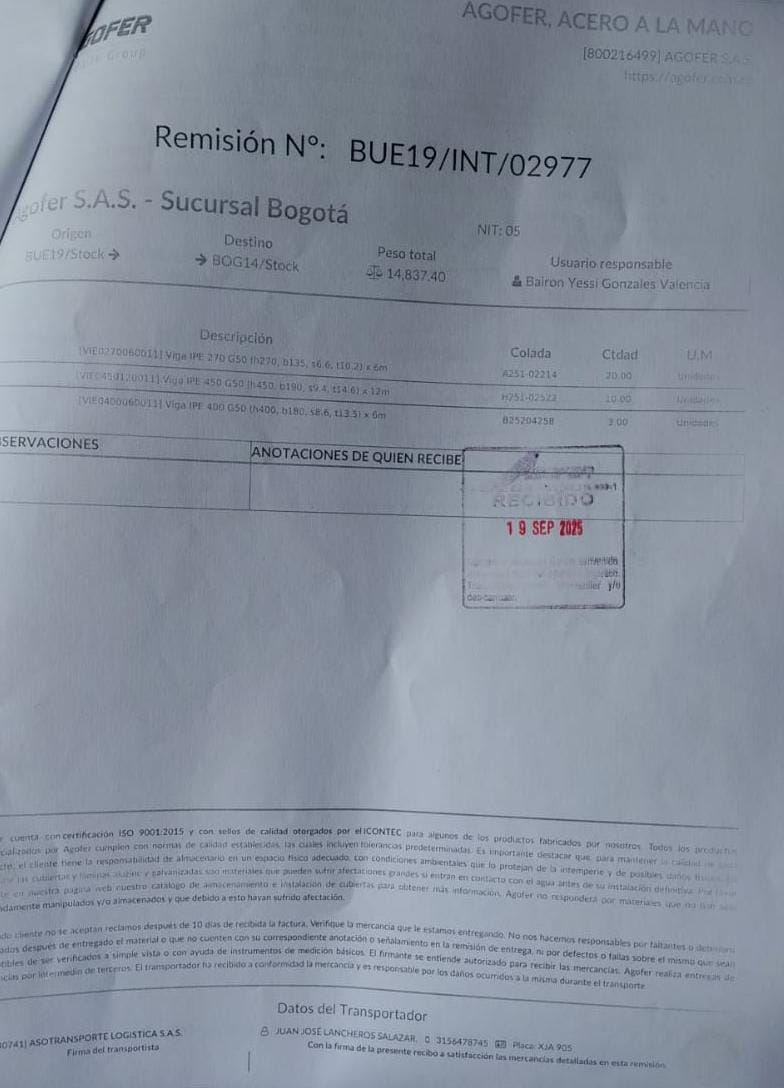 AGOFER, ACERO A LA MANO
[800216499] AGOFER S.A.S
https://agofer.com.co
Remisión Nº: BUE19/INT/02977
Agofer S.A.S. - Sucursal Bogotá
NIT: 05
Origen Destino Peso total Usuario responsable
BUE19/Stock → → BOG14/Stock 14,837.40 Bairon Yessi Gonzales Valencia
Descripción Colada Ctdad U.M
[VIE0270060011] Viga IPE 270 G50 (h270, b135, s6.6, t10.2) x 6m A251-02214 20.00 Unidades
[VIE0450120011] Viga IPE 450 G50 (h450, b190, s9.4, t14.6) x 12m H251-02522 10.00 Unidades
[VIE0400060011] Viga IPE 400 G50 (h400, b180, s8.6, t13.5) x 6m B25204258 3.00 Unidades
SERVACIONES ANOTACIONES DE QUIEN RECIBE
RECIBIDO
19 SEP 2025
y/o
cuenta con certificación ISO 9001:2015 y con sellos de calidad otorgados por el ICONTEC para algunos de los productos fabricados por nosotros. Todos los productos
cializados por Agofer cumplen con normas de calidad establecidas, las cuales incluyen tolerancias predeterminadas. Es importante destacar que, para mantener la calidad de
cto, el cliente tiene la responsabilidad de almacenarlo en un espacio físico adecuado, con condiciones ambientales que lo protejan de la intemperie y de posibles daños
las cubiertas y láminas aluzinc y galvanizadas son materiales que pueden sufrir afectaciones grandes si entran en contacto con el agua antes de su instalación definitiva. Por
te en nuestra página web nuestro catálogo de almacenamiento e instalación de cubiertas para obtener más información. Agofer no responderá por materiales que no han
adamente manipulados y/o almacenados y que debido a esto hayan sufrido afectación.
do cliente no se aceptan reclamos después de 10 días de recibida la factura. Verifique la mercancía que le estamos entregando. No nos hacemos responsables por faltantes o
ados después de entregado el material o que no cuenten con su correspondiente anotación o señalamiento en la remisión de entrega, ni por defectos o fallas sobre el mismo que sean
tibles de ser verificados a simple vista o con ayuda de instrumentos de medición básicos. El firmante se entiende autorizado para recibir las mercancías. Agofer realiza entregas de
cías por intermedio de terceros. El transportador ha recibido a conformidad la mercancía y es responsable por los daños ocurridos a la misma durante el transporte
Datos del Transportador
0741] ASOTRANSPORTE LOGISTICA S.A.S. JUAN JOSÉ LANCHEROS SALAZAR, 3156478745 Placa: XJA 905
Firma del transportista Con la firma de la presente recibo a satisfacción las mercancías detalladas en esta remisión